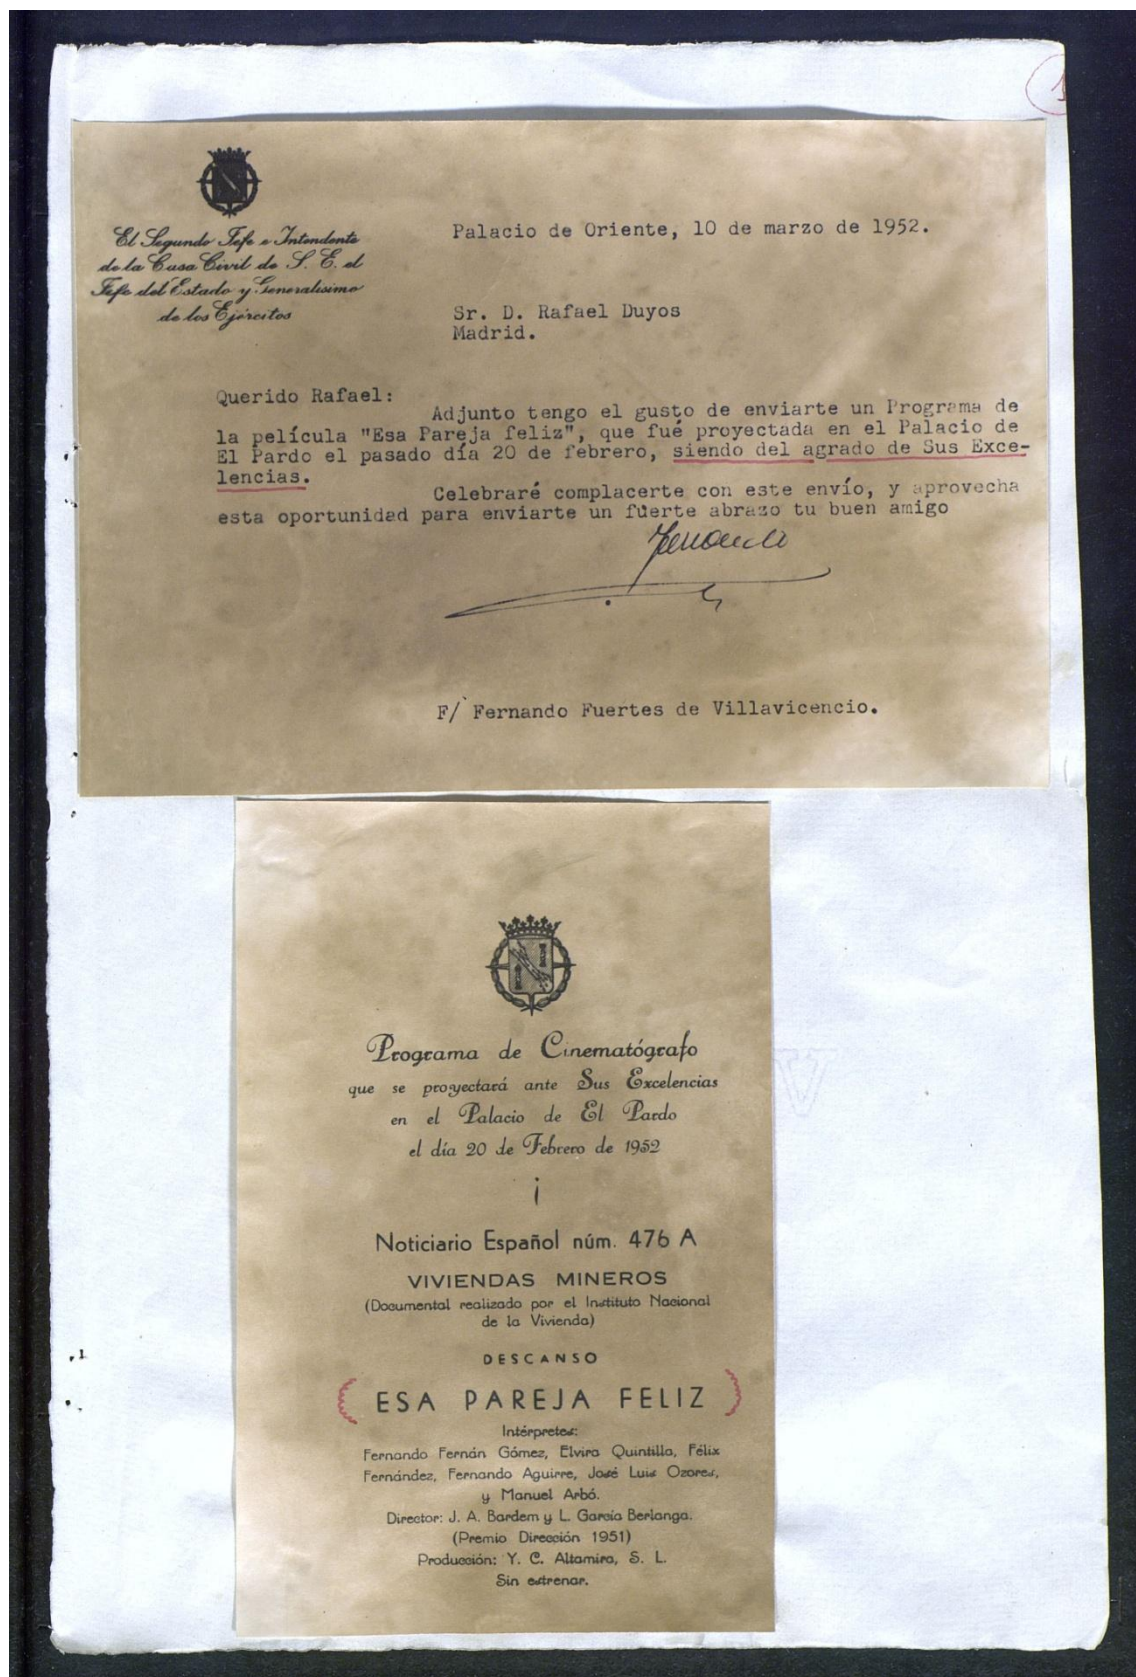 1
El Segundo Jefe e Intendente
de la Casa Civil de S. E. el
Jefe del Estado y Generalísimo
de los Ejércitos
Palacio de Oriente, 10 de marzo de 1952.
Sr. D. Rafael Duyos
Madrid.
Querido Rafael:
Adjunto tengo el gusto de enviarte un Programa de
la película "Esa Pareja feliz", que fué proyectada en el Palacio de
El Pardo el pasado día 20 de febrero, siendo del agrado de Sus Exce-
lencias.
Celebraré complacerte con este envío, y aprovecha
esta oportunidad para enviarte un fuerte abrazo tu buen amigo
Fernando
F/ Fernando Fuertes de Villavicencio.
Programa de Cinematógrafo
que se proyectará ante Sus Excelencias
en el Palacio de El Pardo
el día 20 de Febrero de 1952
Noticiario Español núm. 476 A
VIVIENDAS MINEROS
(Documental realizado por el Instituto Nacional
de la Vivienda)
DESCANSO
ESA PAREJA FELIZ
Intérpretes:
Fernando Fernán Gómez, Elvira Quintilla, Félix
Fernández, Fernando Aguirre, José Luis Ozores,
y Manuel Arbó.
Director: J. A. Bardem y L. García Berlanga.
(Premio Dirección 1951)
Producción: Y. C. Altamira, S. L.
Sin estrenar.